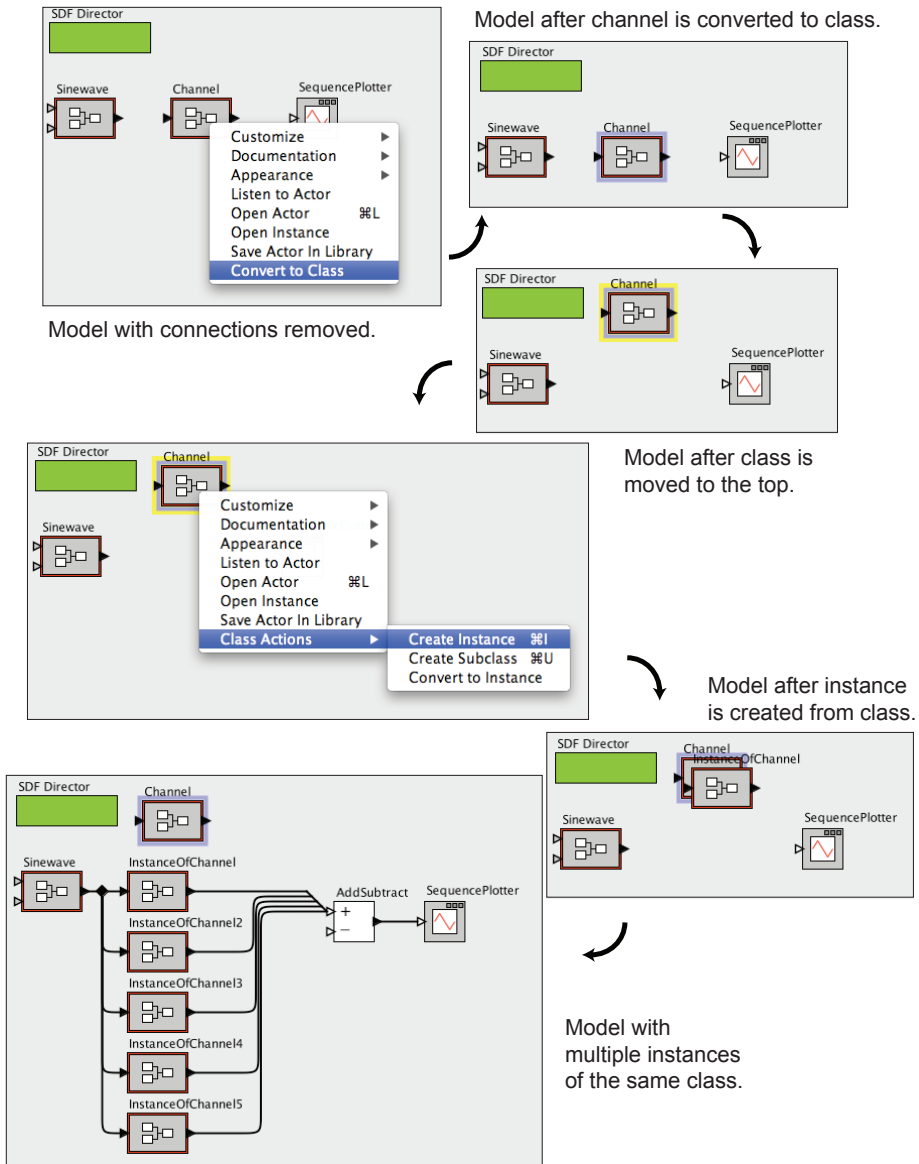 SDF Director
Sinewave
Channel
SequencePlotter
Customize
Documentation
Appearance
Listen to Actor
Open Actor ⌘L
Open Instance
Save Actor In Library
Convert to Class
Model with connections removed.
Model after channel is converted to class.
SDF Director
Sinewave
Channel
SequencePlotter
SDF Director
Channel
Sinewave
SequencePlotter
Model after class is
moved to the top.
SDF Director
Channel
Sinewave
Customize
Documentation
Appearance
Listen to Actor
Open Actor ⌘L
Open Instance
Save Actor In Library
Class Actions
Create Instance ⌘I
Create Subclass ⌘U
Convert to Instance
Model after instance
is created from class.
SDF Director
Channel
InstanceOfChannel
Sinewave
SequencePlotter
SDF Director
Channel
Sinewave
InstanceOfChannel
InstanceOfChannel2
InstanceOfChannel3
InstanceOfChannel4
InstanceOfChannel5
AddSubtract
+
−
SequencePlotter
Model with
multiple instances
of the same class.